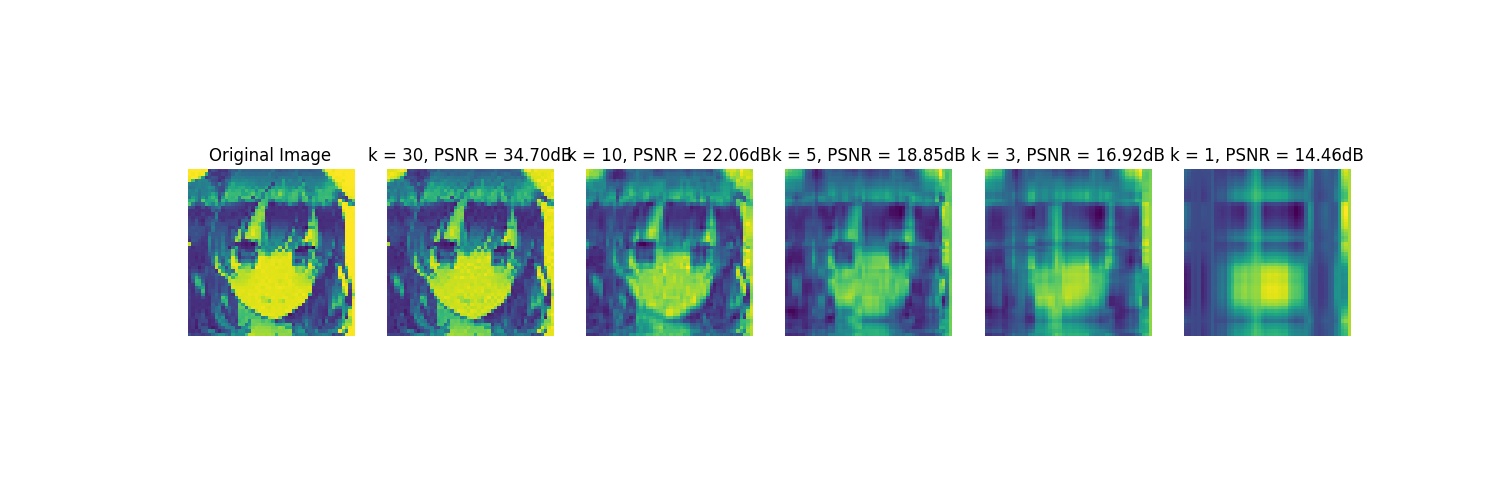 Original Image
k = 30, PSNR = 34.70dB
k = 10, PSNR = 22.06dB
k = 5, PSNR = 18.85dB
k = 3, PSNR = 16.92dB
k = 1, PSNR = 14.46dB